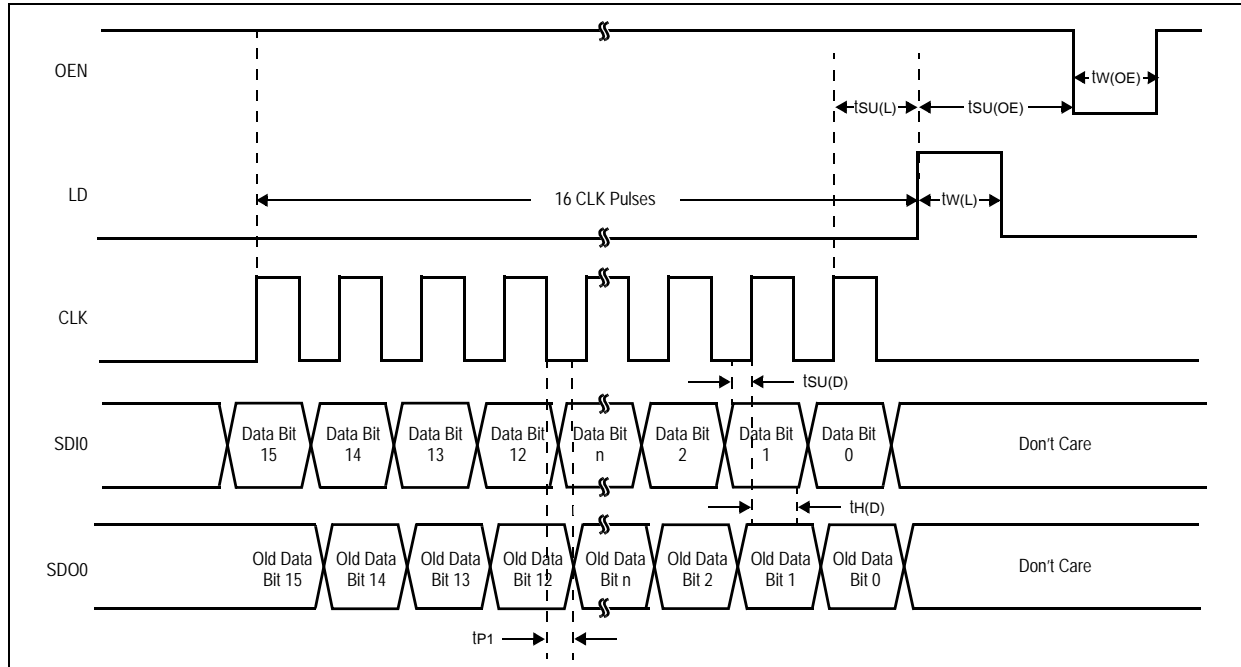 OEN
tW(OE)
tSU(L)
tSU(OE)
LD
16 CLK Pulses
tW(L)
CLK
tSU(D)
SDI0
Data Bit
15
Data Bit
14
Data Bit
13
Data Bit
12
Data Bit
n
Data Bit
2
Data Bit
1
Data Bit
0
Don't Care
tH(D)
SDO0
Old Data
Bit 15
Old Data
Bit 14
Old Data
Bit 13
Old Data
Bit 12
Old Data
Bit n
Old Data
Bit 2
Old Data
Bit 1
Old Data
Bit 0
Don't Care
tP1